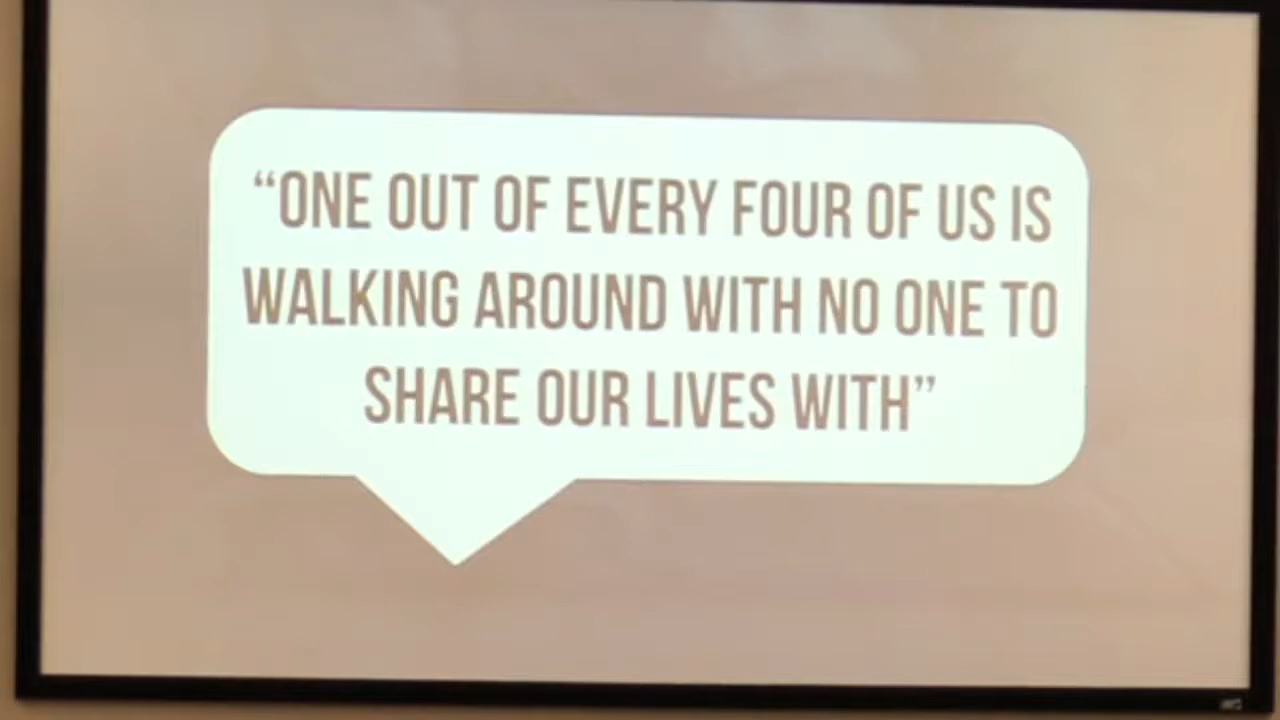 “ONE OUT OF EVERY FOUR OF US IS
WALKING AROUND WITH NO ONE TO
SHARE OUR LIVES WITH”